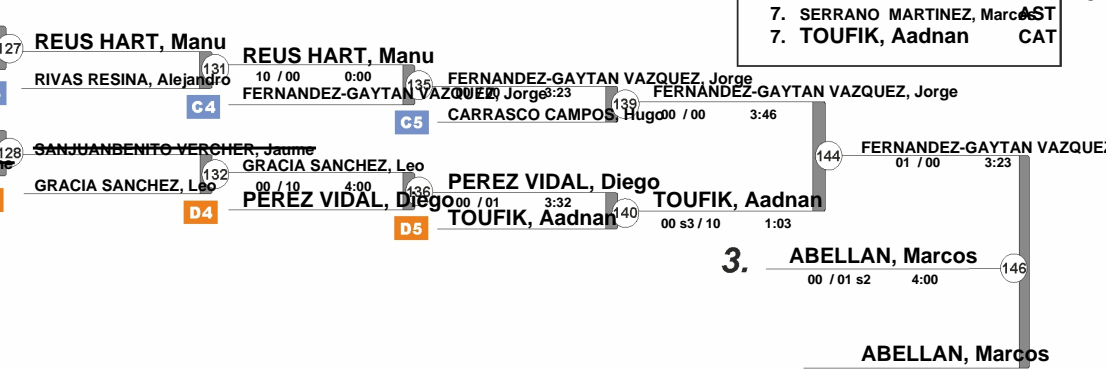 7. SERRANO MARTINEZ, Marcos AST
7. TOUFIK, Aadnan CAT
127
REUS HART, Manu
RIVAS RESINA, Alejandro
131
C4
REUS HART, Manu
10 / 00 0:00
FERNANDEZ-GAYTAN VAZQUEZ, Jorge
135
C5
FERNANDEZ-GAYTAN VAZQUEZ, Jorge
3:23
CARRASCO CAMPOS, Hugo
139
FERNANDEZ-GAYTAN VAZQUEZ, Jorge
00 / 00 3:46
128
SANJUANBENITO VERCHER, Jaume
GRACIA SANCHEZ, Leo
132
D4
GRACIA SANCHEZ, Leo
00 / 10 4:00
PEREZ VIDAL, Diego
136
D5
PEREZ VIDAL, Diego
00 / 01 3:32
TOUFIK, Aadnan
140
TOUFIK, Aadnan
00 s3 / 10 1:03
144
FERNANDEZ-GAYTAN VAZQUEZ
01 / 00 3:23
3. ABELLAN, Marcos
00 / 01 s2 4:00
146
ABELLAN, Marcos